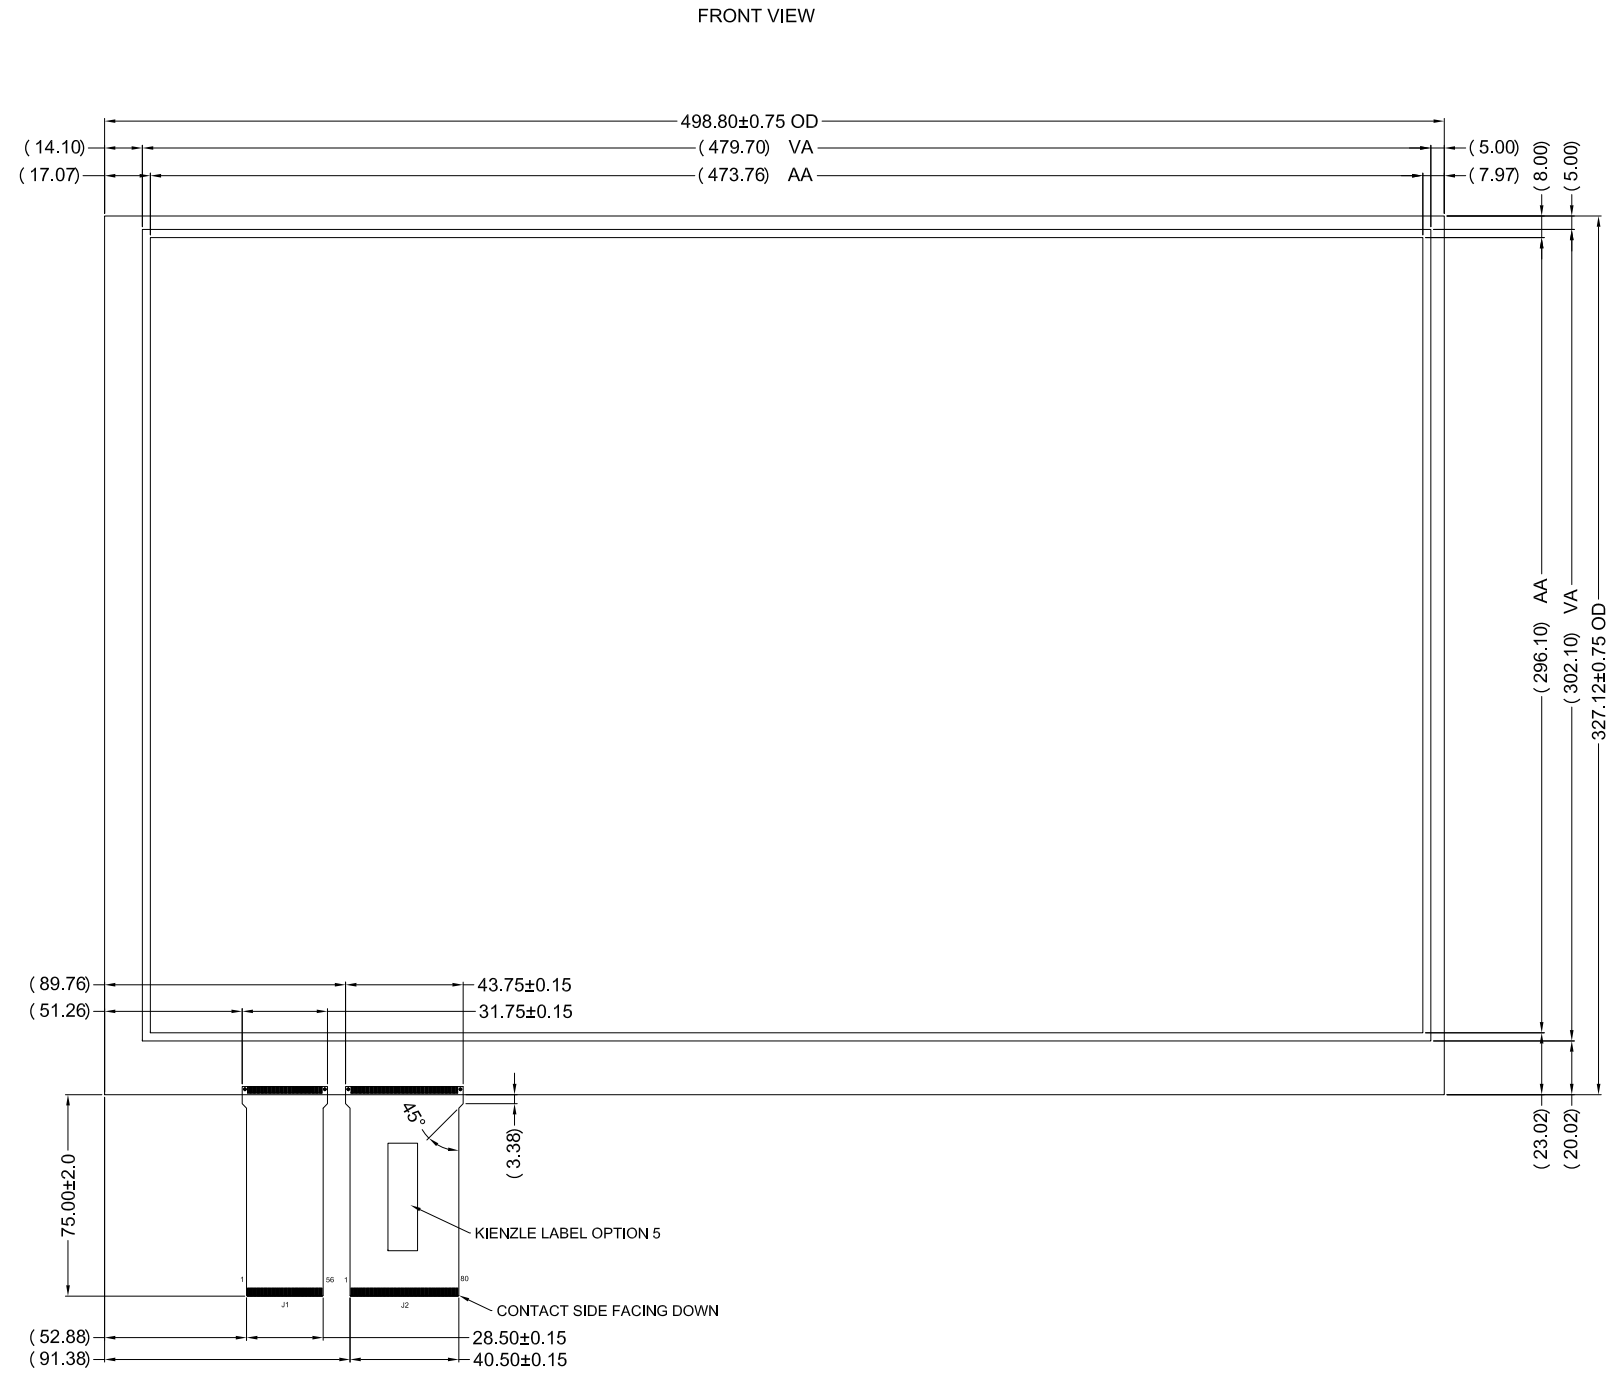 FRONT VIEW
498.80±0.75 OD
(14.10)
(479.70) VA
(5.00)
(17.07)
(473.76) AA
(7.97)
(8.00)
(5.00)
(296.10) AA
(302.10) VA
327.12±0.75 OD
(89.76)
43.75±0.15
(51.26)
31.75±0.15
45°
(3.38)
(23.02)
(20.02)
75.00±2.0
KIENZLE LABEL OPTION 5
1
56
1
80
J1
J2
CONTACT SIDE FACING DOWN
(52.88)
28.50±0.15
(91.38)
40.50±0.15